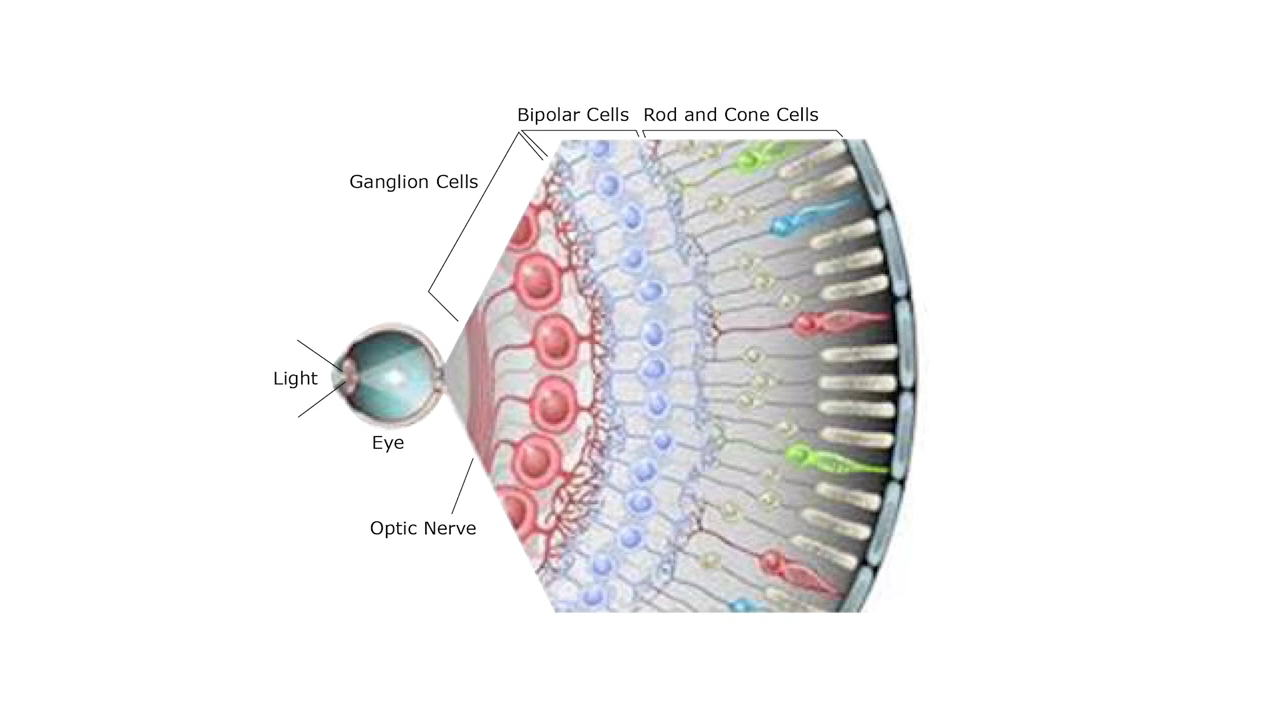 Bipolar Cells
Rod and Cone Cells
Ganglion Cells
Light
Eye
Optic Nerve